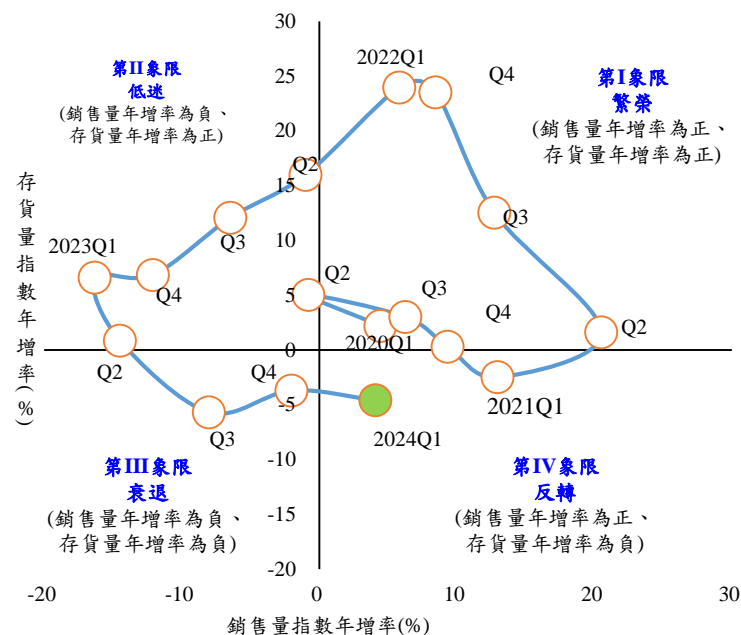 30
25
20
15
10
5
0
-5
-10
-15
-20
-20
-10
0
10
20
30
存貨量指數年增率(%)
銷售量指數年增率(%)
第II象限
低迷
(銷售量年增率為負、
存貨量年增率為正)
第I象限
繁榮
(銷售量年增率為正、
存貨量年增率為正)
第III象限
衰退
(銷售量年增率為負、
存貨量年增率為負)
第IV象限
反轉
(銷售量年增率為正、
存貨量年增率為負)
2020Q1
Q2
Q3
Q4
2021Q1
Q2
Q3
Q4
2022Q1
Q2
Q3
Q4
2023Q1
Q2
Q3
Q4
2024Q1